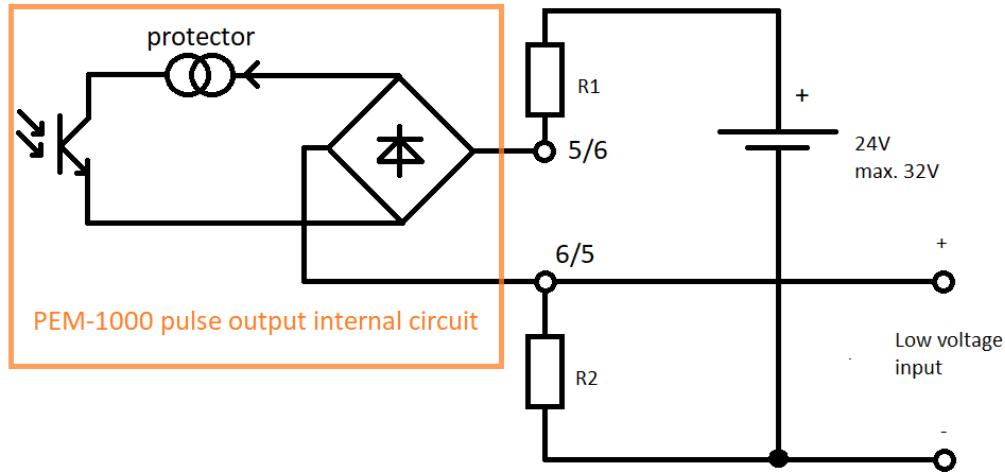 protector
R1
+
5/6
24V
max. 32V
6/5
+
PEM-1000 pulse output internal circuit
Low voltage
input
R2
-